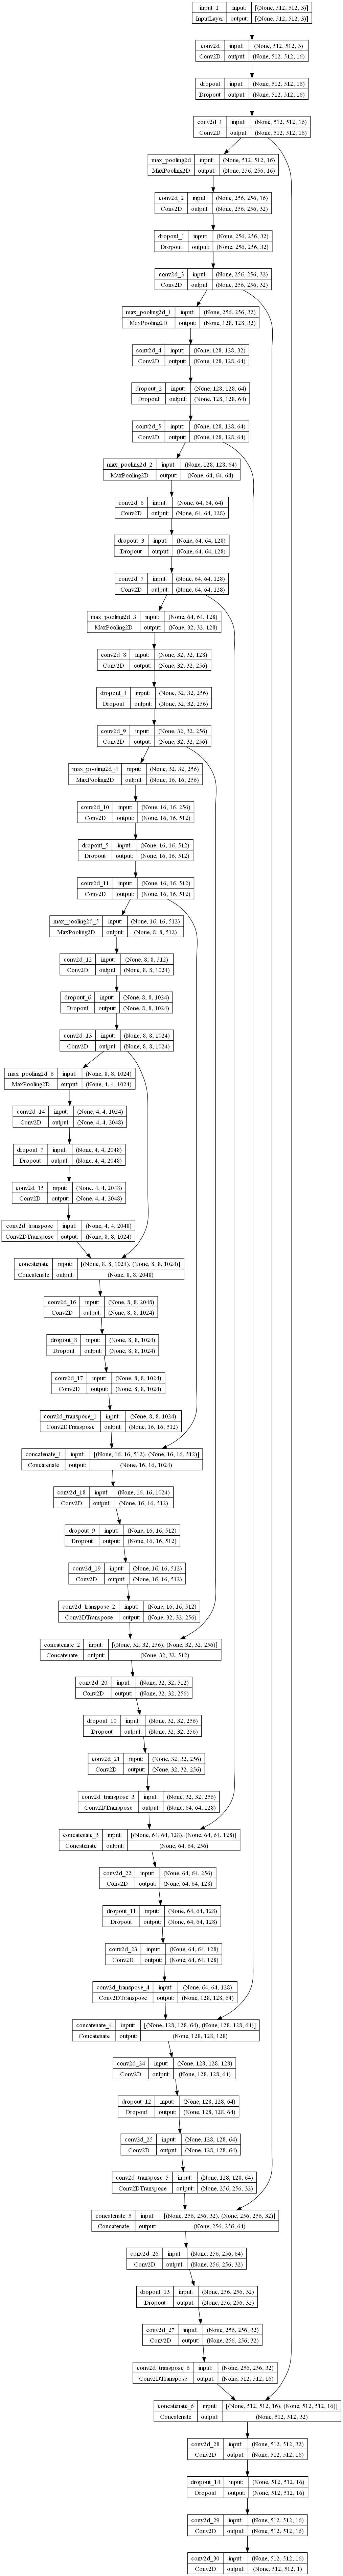 input_1 input: [(None, 512, 512, 3)]
InputLayer output: [(None, 512, 512, 3)]
conv2d input: (None, 512, 512, 3)
Conv2D output: (None, 512, 512, 16)
dropout input: (None, 512, 512, 16)
Dropout output: (None, 512, 512, 16)
conv2d_1 input: (None, 512, 512, 16)
Conv2D output: (None, 512, 512, 16)
max_pooling2d input: (None, 512, 512, 16)
MaxPooling2D output: (None, 256, 256, 16)
conv2d_2 input: (None, 256, 256, 16)
Conv2D output: (None, 256, 256, 32)
dropout_1 input: (None, 256, 256, 32)
Dropout output: (None, 256, 256, 32)
conv2d_3 input: (None, 256, 256, 32)
Conv2D output: (None, 256, 256, 32)
max_pooling2d_1 input: (None, 256, 256, 32)
MaxPooling2D output: (None, 128, 128, 32)
conv2d_4 input: (None, 128, 128, 32)
Conv2D output: (None, 128, 128, 64)
dropout_2 input: (None, 128, 128, 64)
Dropout output: (None, 128, 128, 64)
conv2d_5 input: (None, 128, 128, 64)
Conv2D output: (None, 128, 128, 64)
max_pooling2d_2 input: (None, 128, 128, 64)
MaxPooling2D output: (None, 64, 64, 64)
conv2d_6 input: (None, 64, 64, 64)
Conv2D output: (None, 64, 64, 128)
dropout_3 input: (None, 64, 64, 128)
Dropout output: (None, 64, 64, 128)
conv2d_7 input: (None, 64, 64, 128)
Conv2D output: (None, 64, 64, 128)
max_pooling2d_3 input: (None, 64, 64, 128)
MaxPooling2D output: (None, 32, 32, 128)
conv2d_8 input: (None, 32, 32, 128)
Conv2D output: (None, 32, 32, 256)
dropout_4 input: (None, 32, 32, 256)
Dropout output: (None, 32, 32, 256)
conv2d_9 input: (None, 32, 32, 256)
Conv2D output: (None, 32, 32, 256)
max_pooling2d_4 input: (None, 32, 32, 256)
MaxPooling2D output: (None, 16, 16, 256)
conv2d_10 input: (None, 16, 16, 256)
Conv2D output: (None, 16, 16, 512)
dropout_5 input: (None, 16, 16, 512)
Dropout output: (None, 16, 16, 512)
conv2d_11 input: (None, 16, 16, 512)
Conv2D output: (None, 16, 16, 512)
max_pooling2d_5 input: (None, 16, 16, 512)
MaxPooling2D output: (None, 8, 8, 512)
conv2d_12 input: (None, 8, 8, 512)
Conv2D output: (None, 8, 8, 1024)
dropout_6 input: (None, 8, 8, 1024)
Dropout output: (None, 8, 8, 1024)
conv2d_13 input: (None, 8, 8, 1024)
Conv2D output: (None, 8, 8, 1024)
max_pooling2d_6 input: (None, 8, 8, 1024)
MaxPooling2D output: (None, 4, 4, 1024)
conv2d_14 input: (None, 4, 4, 1024)
Conv2D output: (None, 4, 4, 2048)
dropout_7 input: (None, 4, 4, 2048)
Dropout output: (None, 4, 4, 2048)
conv2d_15 input: (None, 4, 4, 2048)
Conv2D output: (None, 4, 4, 2048)
conv2d_transpose input: (None, 4, 4, 2048)
Conv2DTranspose output: (None, 8, 8, 1024)
concatenate input: [(None, 8, 8, 1024), (None, 8, 8, 1024)]
Concatenate output: (None, 8, 8, 2048)
conv2d_16 input: (None, 8, 8, 2048)
Conv2D output: (None, 8, 8, 1024)
dropout_8 input: (None, 8, 8, 1024)
Dropout output: (None, 8, 8, 1024)
conv2d_17 input: (None, 8, 8, 1024)
Conv2D output: (None, 8, 8, 1024)
conv2d_transpose_1 input: (None, 8, 8, 1024)
Conv2DTranspose output: (None, 16, 16, 512)
concatenate_1 input: [(None, 16, 16, 512), (None, 16, 16, 512)]
Concatenate output: (None, 16, 16, 1024)
conv2d_18 input: (None, 16, 16, 1024)
Conv2D output: (None, 16, 16, 512)
dropout_9 input: (None, 16, 16, 512)
Dropout output: (None, 16, 16, 512)
conv2d_19 input: (None, 16, 16, 512)
Conv2D output: (None, 16, 16, 512)
conv2d_transpose_2 input: (None, 16, 16, 512)
Conv2DTranspose output: (None, 32, 32, 256)
concatenate_2 input: [(None, 32, 32, 256), (None, 32, 32, 256)]
Concatenate output: (None, 32, 32, 512)
conv2d_20 input: (None, 32, 32, 512)
Conv2D output: (None, 32, 32, 256)
dropout_10 input: (None, 32, 32, 256)
Dropout output: (None, 32, 32, 256)
conv2d_21 input: (None, 32, 32, 256)
Conv2D output: (None, 32, 32, 256)
conv2d_transpose_3 input: (None, 32, 32, 256)
Conv2DTranspose output: (None, 64, 64, 128)
concatenate_3 input: [(None, 64, 64, 128), (None, 64, 64, 128)]
Concatenate output: (None, 64, 64, 256)
conv2d_22 input: (None, 64, 64, 256)
Conv2D output: (None, 64, 64, 128)
dropout_11 input: (None, 64, 64, 128)
Dropout output: (None, 64, 64, 128)
conv2d_23 input: (None, 64, 64, 128)
Conv2D output: (None, 64, 64, 128)
conv2d_transpose_4 input: (None, 64, 64, 128)
Conv2DTranspose output: (None, 128, 128, 64)
concatenate_4 input: [(None, 128, 128, 64), (None, 128, 128, 64)]
Concatenate output: (None, 128, 128, 128)
conv2d_24 input: (None, 128, 128, 128)
Conv2D output: (None, 128, 128, 64)
dropout_12 input: (None, 128, 128, 64)
Dropout output: (None, 128, 128, 64)
conv2d_25 input: (None, 128, 128, 64)
Conv2D output: (None, 128, 128, 64)
conv2d_transpose_5 input: (None, 128, 128, 64)
Conv2DTranspose output: (None, 256, 256, 32)
concatenate_5 input: [(None, 256, 256, 32), (None, 256, 256, 32)]
Concatenate output: (None, 256, 256, 64)
conv2d_26 input: (None, 256, 256, 64)
Conv2D output: (None, 256, 256, 32)
dropout_13 input: (None, 256, 256, 32)
Dropout output: (None, 256, 256, 32)
conv2d_27 input: (None, 256, 256, 32)
Conv2D output: (None, 256, 256, 32)
conv2d_transpose_6 input: (None, 256, 256, 32)
Conv2DTranspose output: (None, 512, 512, 16)
concatenate_6 input: [(None, 512, 512, 16), (None, 512, 512, 16)]
Concatenate output: (None, 512, 512, 32)
conv2d_28 input: (None, 512, 512, 32)
Conv2D output: (None, 512, 512, 16)
dropout_14 input: (None, 512, 512, 16)
Dropout output: (None, 512, 512, 16)
conv2d_29 input: (None, 512, 512, 16)
Conv2D output: (None, 512, 512, 16)
conv2d_30 input: (None, 512, 512, 16)
Conv2D output: (None, 512, 512, 1)